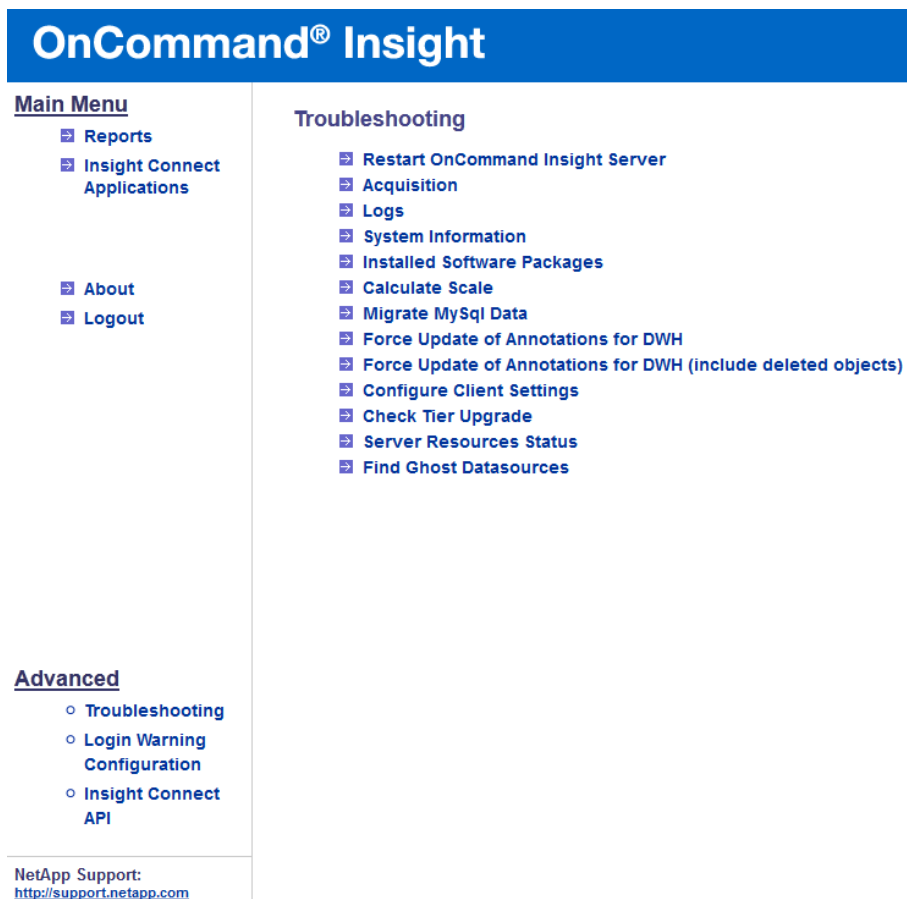 OnCommand® Insight
Main Menu
Reports
Insight Connect
Applications
About
Logout
Troubleshooting
Restart OnCommand Insight Server
Acquisition
Logs
System Information
Installed Software Packages
Calculate Scale
Migrate MySql Data
Force Update of Annotations for DWH
Force Update of Annotations for DWH (include deleted objects)
Configure Client Settings
Check Tier Upgrade
Server Resources Status
Find Ghost Datasources
Advanced
Troubleshooting
Login Warning
Configuration
Insight Connect
API
NetApp Support:
http://support.netapp.com